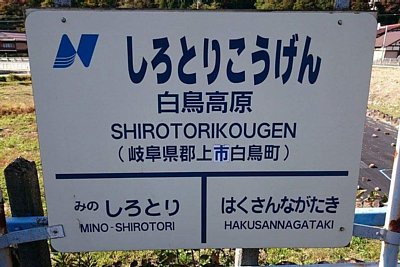 しろとりこうげん
白鳥高原
SHIROTORIKOUGEN
(岐阜県郡上市白鳥町)
みの しろとり
MINO-SHIROTORI
はくさんながたき
HAKUSANNAGATAKI